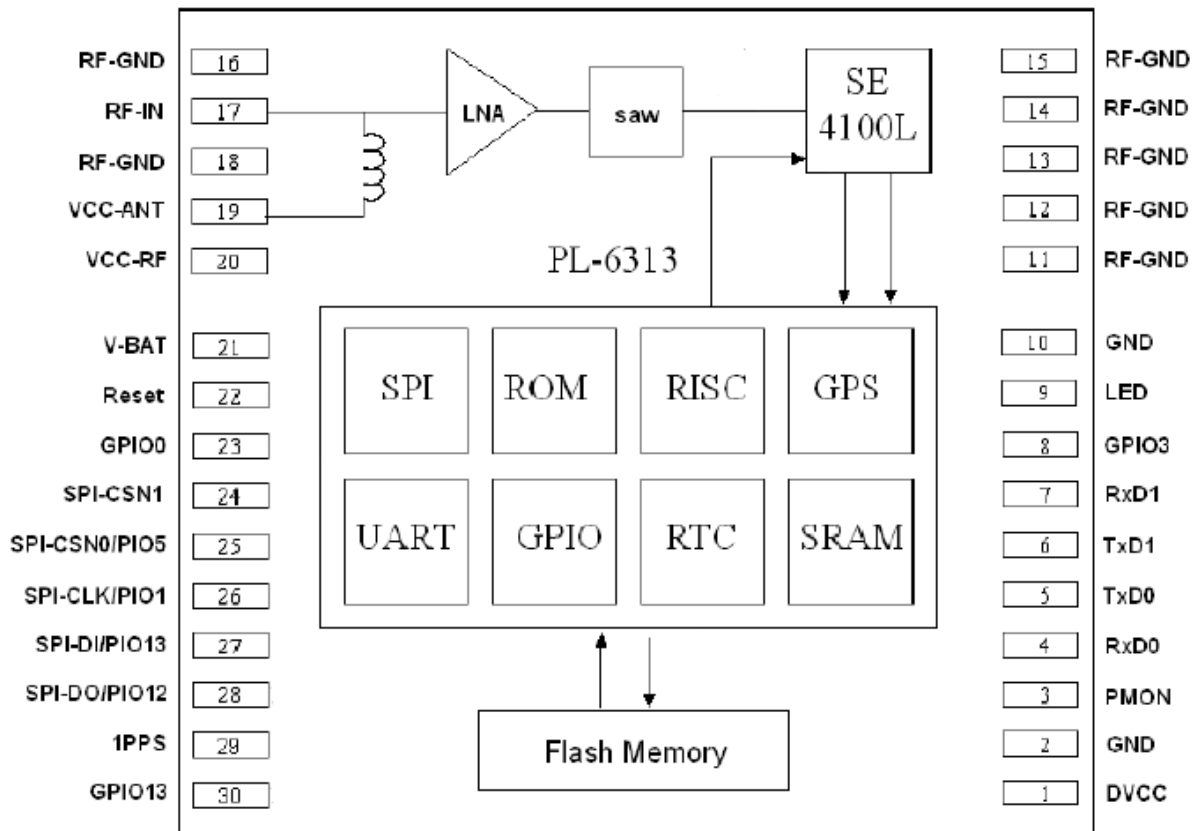 RF-GND 16
RF-IN 17
RF-GND 18
VCC-ANT 19
VCC-RF 20
V-BAT 21
Reset 22
GPIO0 23
SPI-CSN1 24
SPI-CSN0/PIO5 25
SPI-CLK/PIO1 26
SPI-DI/PIO13 27
SPI-DO/PIO12 28
1PPS 29
GPIO13 30
LNA
saw
SE
4100L
PL-6313
SPI ROM RISC GPS
UART GPIO RTC SRAM
Flash Memory
15 RF-GND
14 RF-GND
13 RF-GND
12 RF-GND
11 RF-GND
10 GND
9 LED
8 GPIO3
7 RxD1
6 TxD1
5 TxD0
4 RxD0
3 PMON
2 GND
1 DVCC